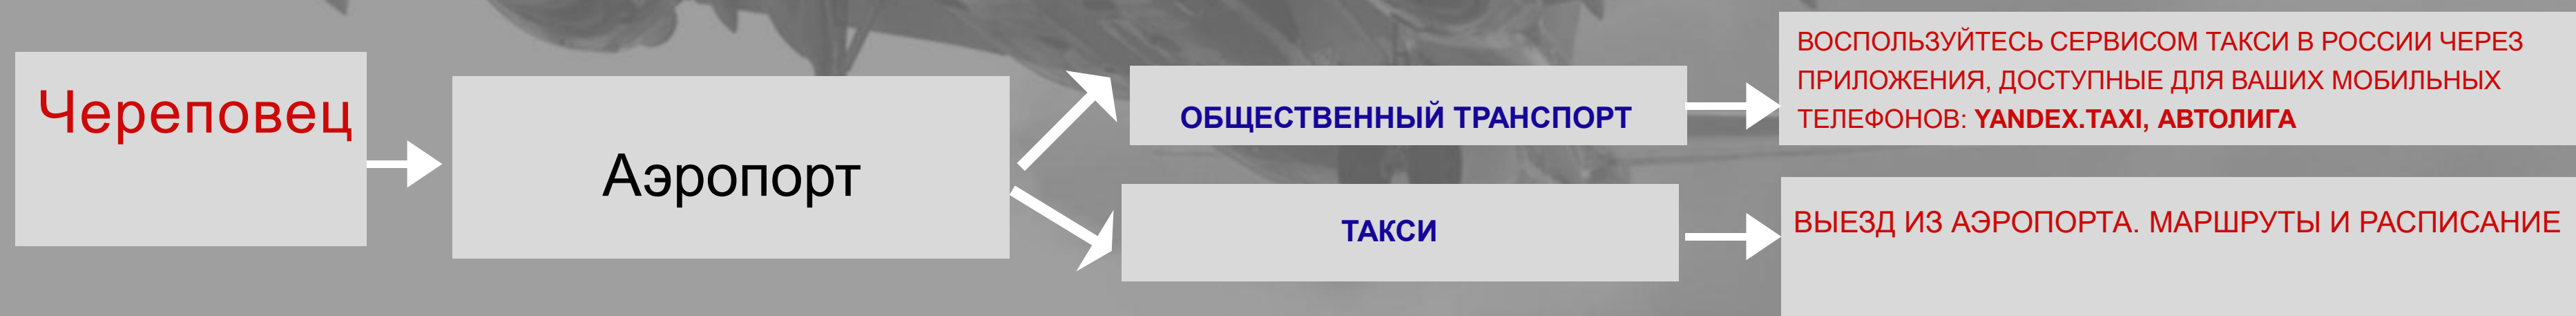 Череповец
Аэропорт
ОБЩЕСТВЕННЫЙ ТРАНСПОРТ
ВОСПОЛЬЗУЙТЕСЬ СЕРВИСОМ ТАКСИ В РОССИИ ЧЕРЕЗ
ПРИЛОЖЕНИЯ, ДОСТУПНЫЕ ДЛЯ ВАШИХ МОБИЛЬНЫХ
ТЕЛЕФОНОВ: YANDEX.TAXI, АВТОЛИГА
ТАКСИ
ВЫЕЗД ИЗ АЭРОПОРТА. МАРШРУТЫ И РАСПИСАНИЕ